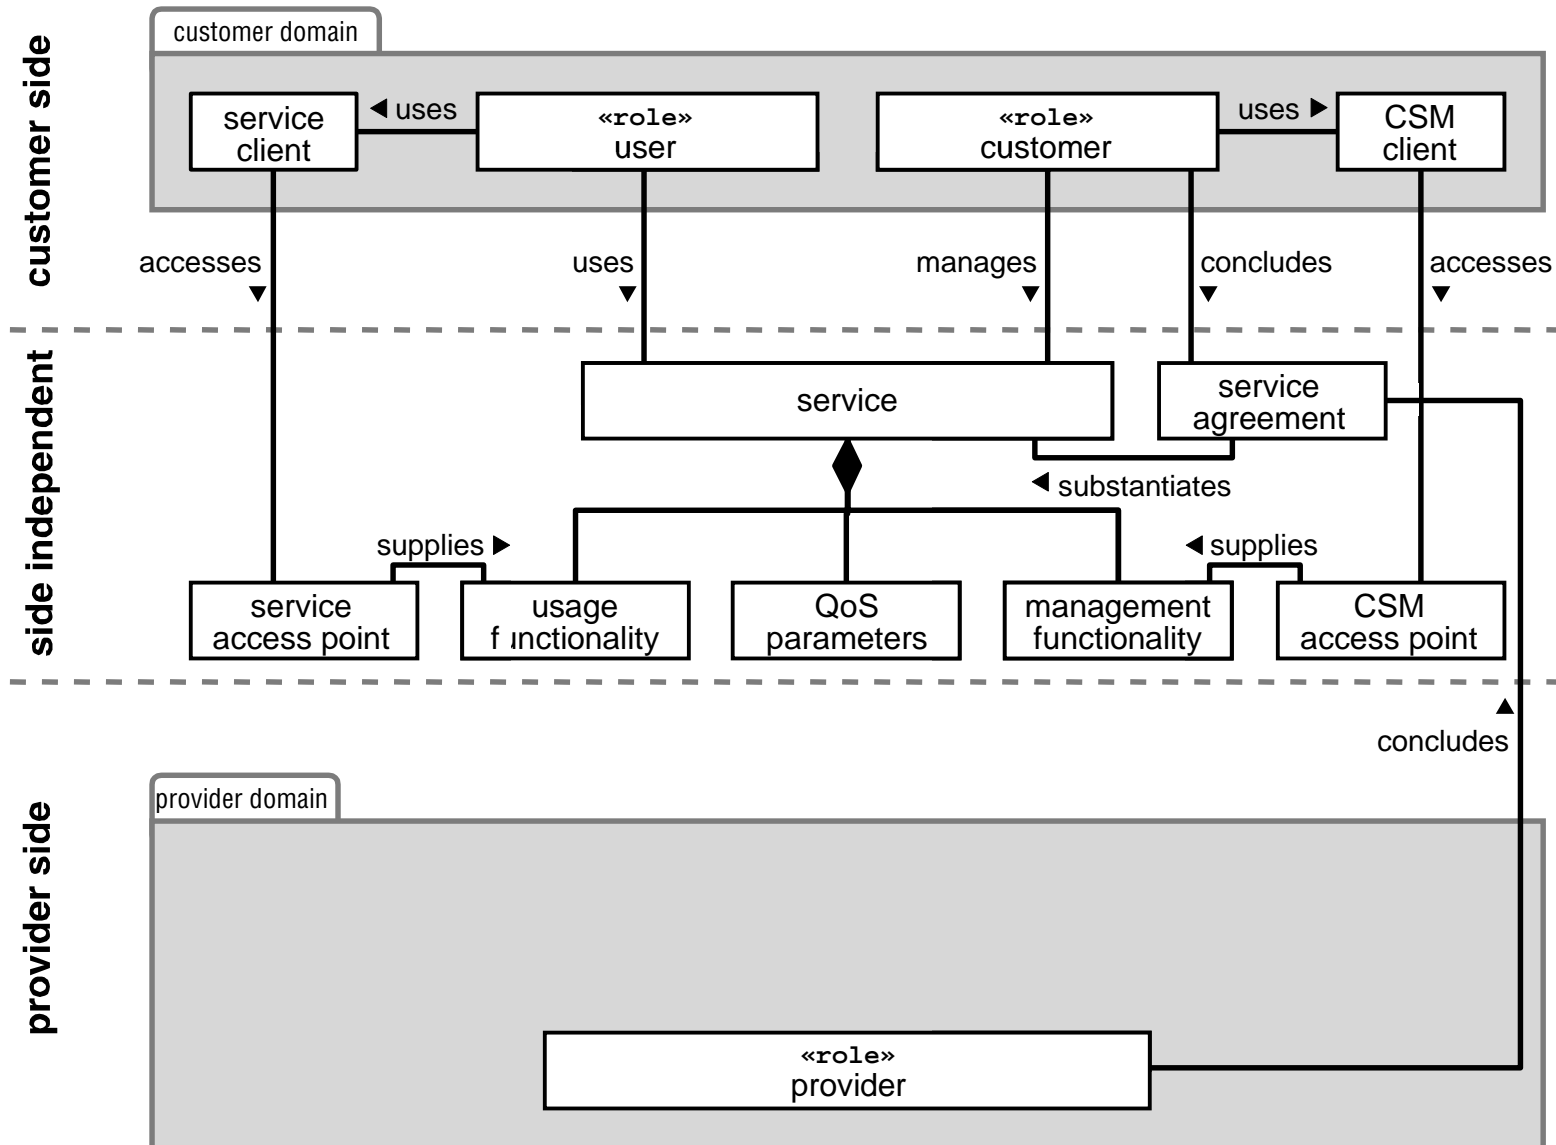 customer side
customer domain
service
client
uses
«role»
user
«role»
customer
uses
CSM
client
accesses
uses
manages
concludes
accesses
side independent
service
service
agreement
substantiates
supplies
supplies
service
access point
usage
functionality
QoS
parameters
management
functionality
CSM
access point
concludes
provider side
provider domain
«role»
provider